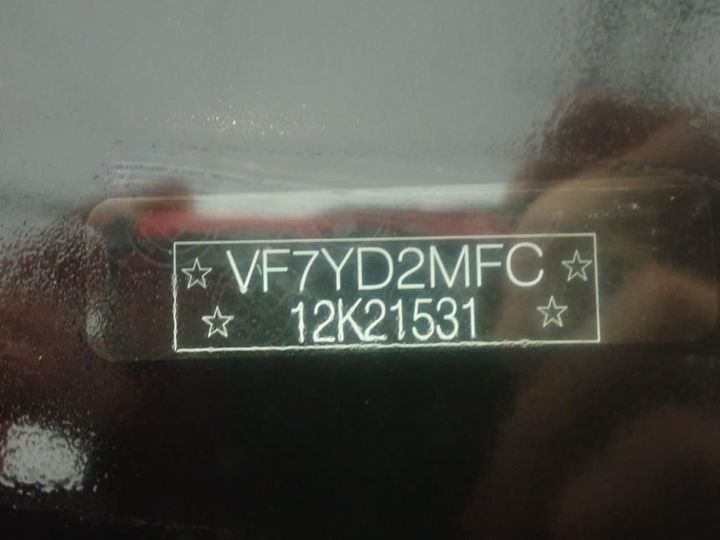 ☆ VF7YD2MFC ☆
☆ 12K21531 ☆